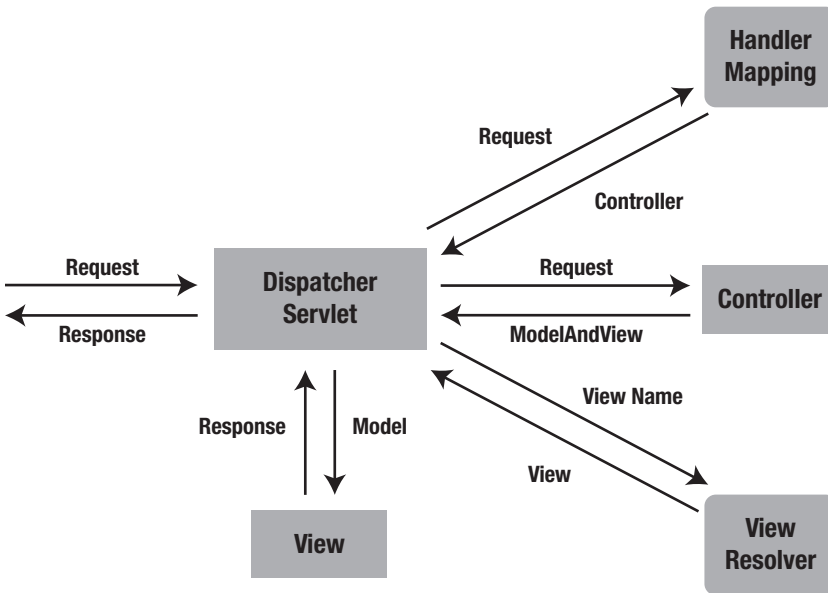 Handler
Mapping
Request
Controller
Request
Response
Dispatcher
Servlet
Request
ModelAndView
Controller
View Name
View
Response
Model
View
View
Resolver